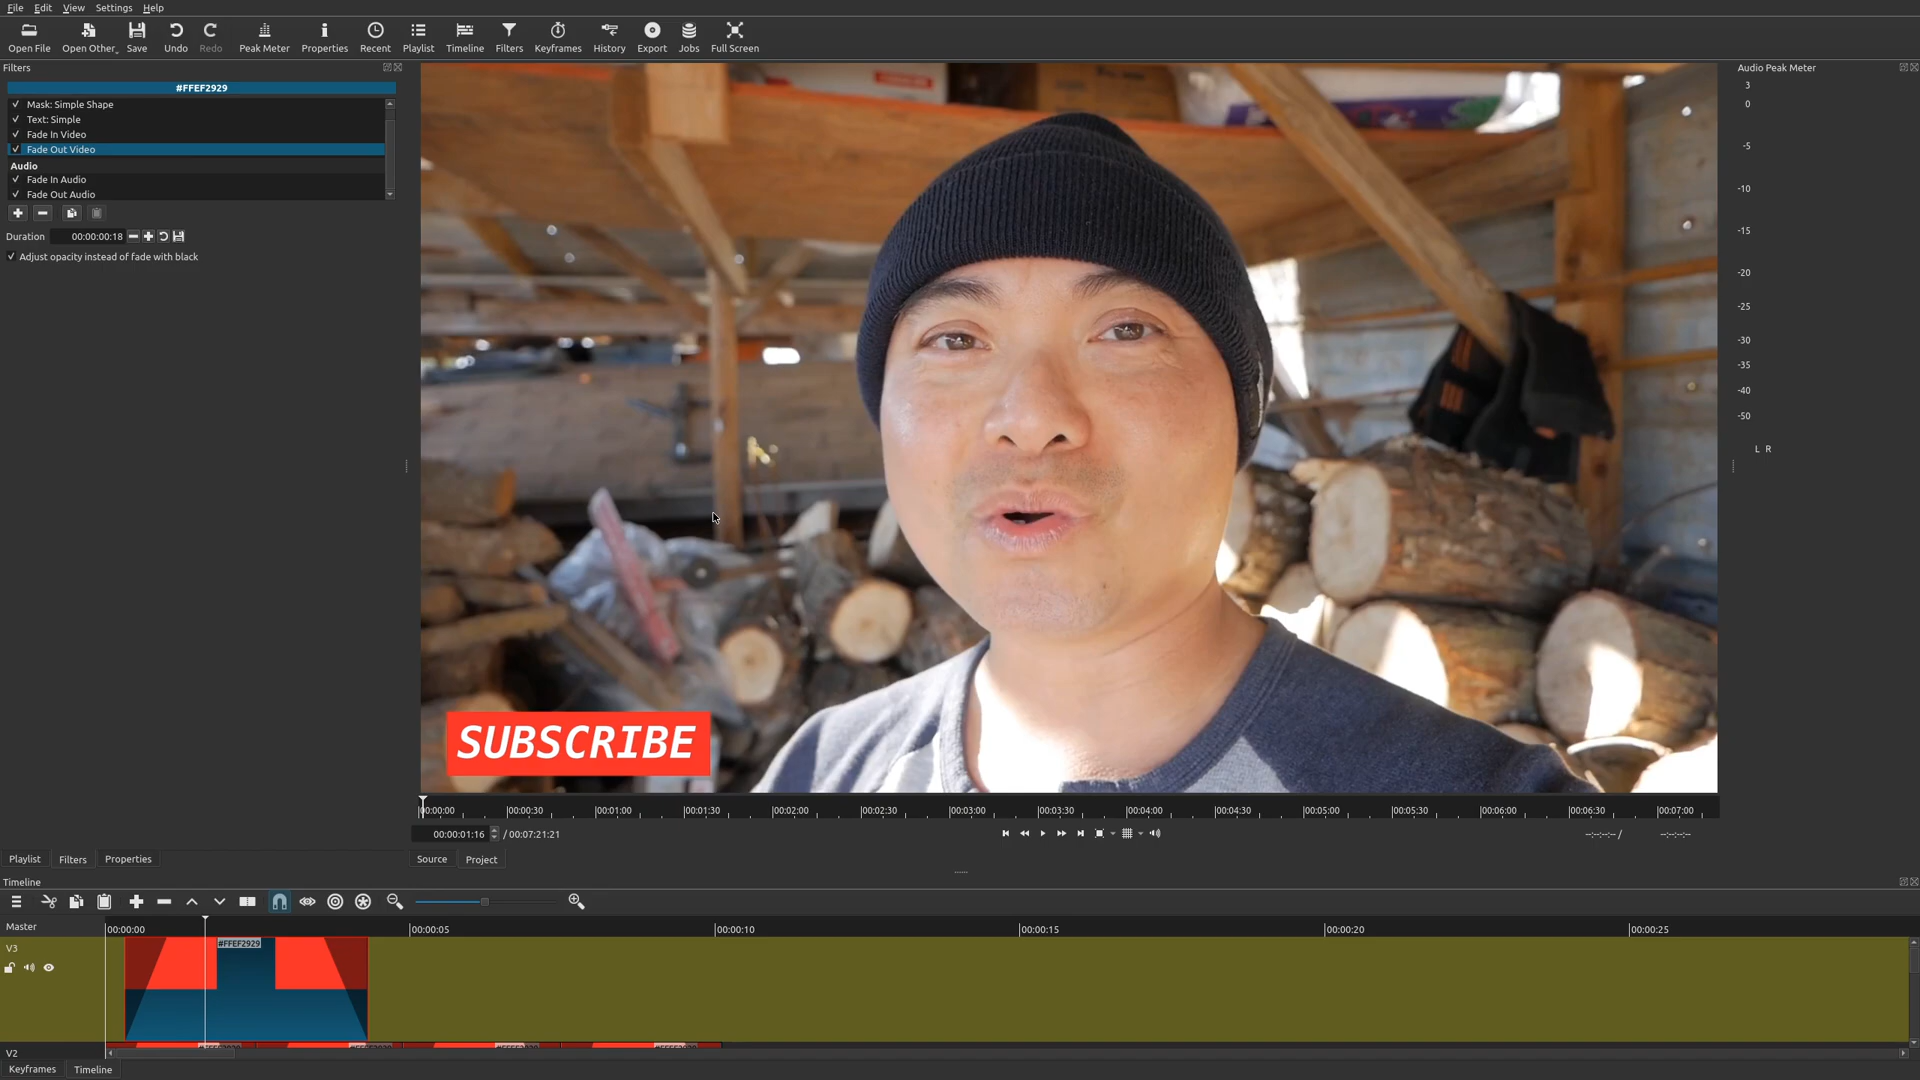 File Edit View Settings Help
Open File Open Other Save Undo Redo Peak Meter Properties Recent Playlist Timeline Filters Keyframes History Export Jobs Full Screen
Filters
#FFEF2929
Mask: Simple Shape
Text: Simple
Fade In Video
Fade Out Video
Audio
Fade In Audio
Fade Out Audio
Duration 00:00:00:18
Adjust opacity instead of fade with black
SUBSCRIBE
Audio Peak Meter
3
0
-5
-10
-15
-20
-25
-30
-35
-40
-50
L R
00:00:00 00:00:30 00:01:00 00:01:30 00:02:00 00:02:30 00:03:00 00:03:30 00:04:00 00:04:30 00:05:00 00:05:30 00:06:00 00:06:30 00:07:00
00:00:01:16 / 00:07:21:21 --:--:--:-- / --:--:--:--
Playlist Filters Properties
Source Project
Timeline
Master 00:00:00 00:00:05 00:00:10 00:00:15 00:00:20 00:00:25
V3 #FFEF2929
V2
Keyframes Timeline